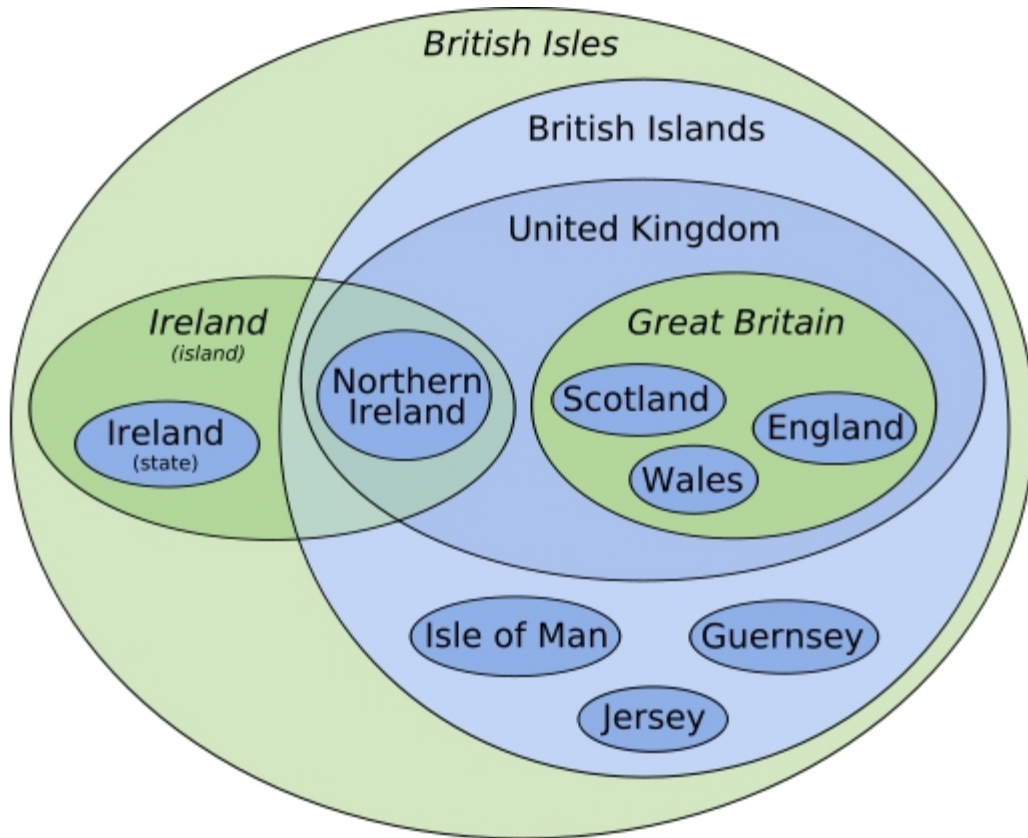 British Isles
British Islands
United Kingdom
Ireland
(island)
Great Britain
Northern
Ireland
Scotland
England
Ireland
(state)
Wales
Isle of Man
Guernsey
Jersey